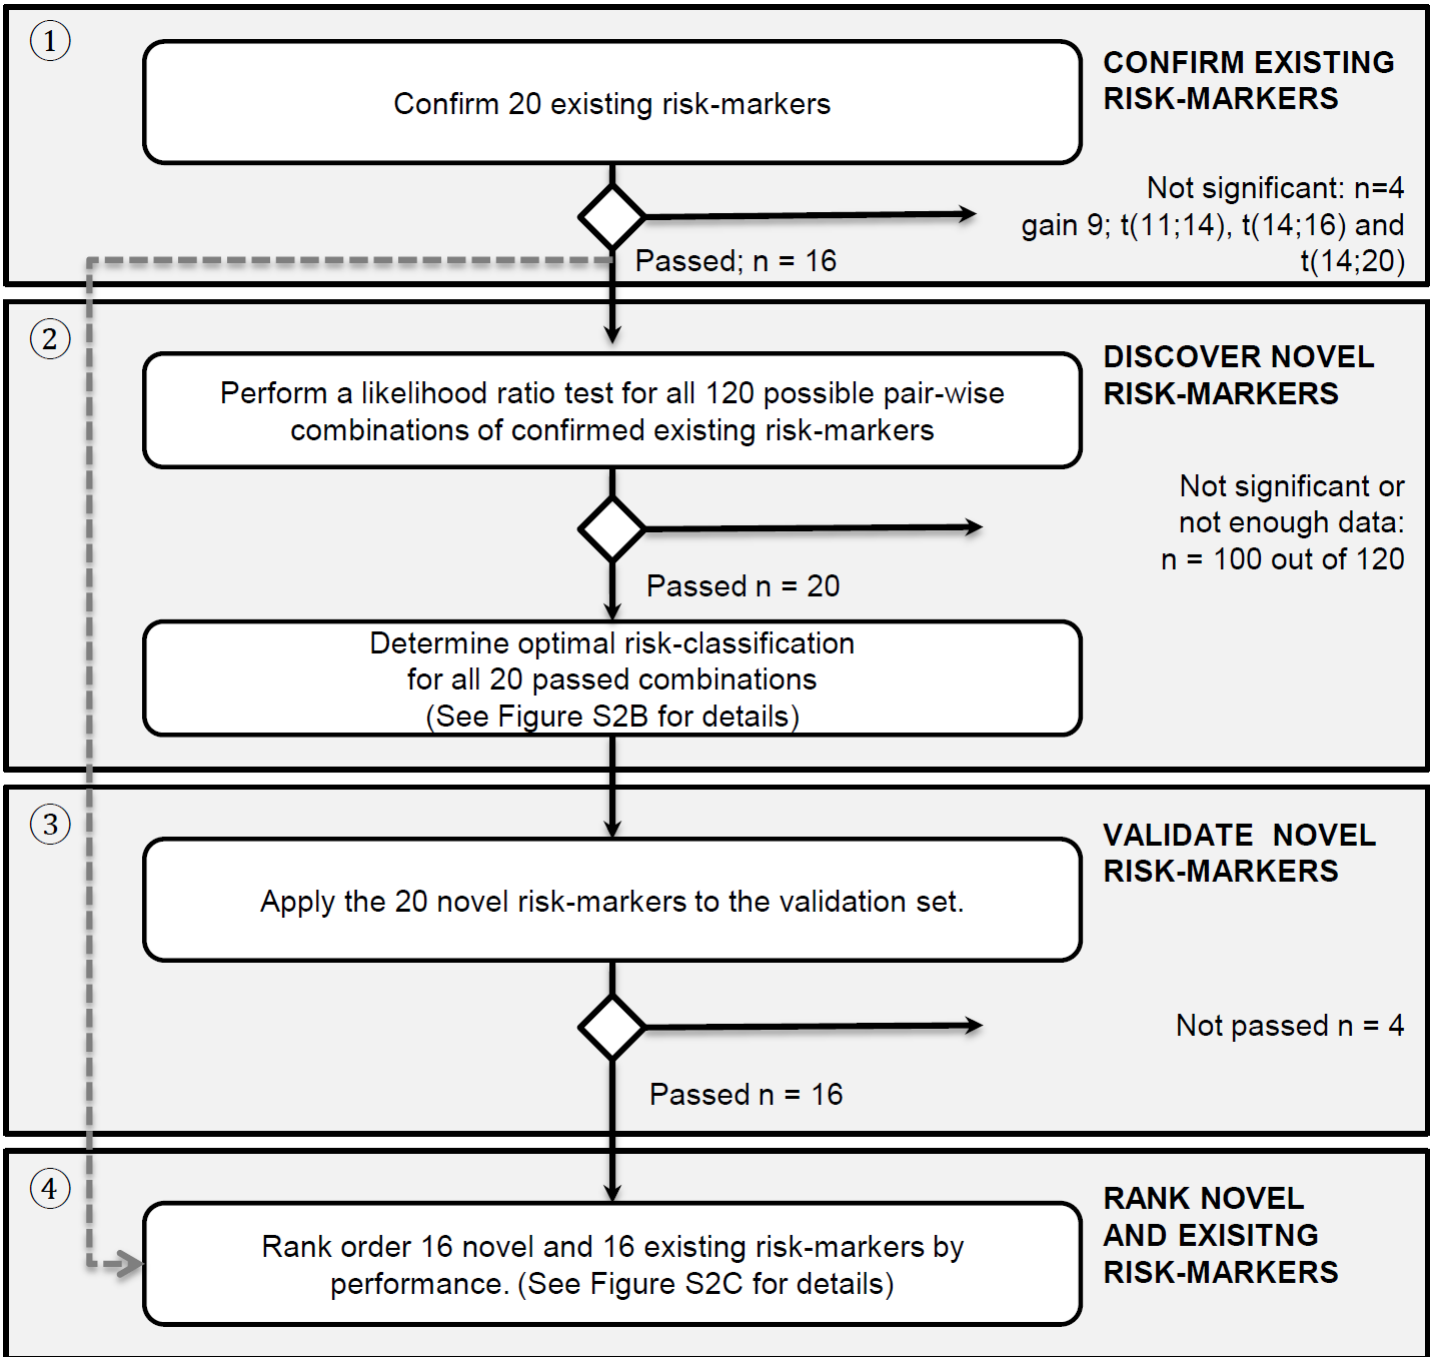 ①
CONFIRM EXISTING
RISK-MARKERS
Confirm 20 existing risk-markers
Not significant: n=4
gain 9; t(11;14), t(14;16) and
t(14;20)
Passed; n = 16
②
DISCOVER NOVEL
RISK-MARKERS
Perform a likelihood ratio test for all 120 possible pair-wise
combinations of confirmed existing risk-markers
Not significant or
not enough data:
n = 100 out of 120
Passed n = 20
Determine optimal risk-classification
for all 20 passed combinations
(See Figure S2B for details)
③
VALIDATE NOVEL
RISK-MARKERS
Apply the 20 novel risk-markers to the validation set.
Not passed n = 4
Passed n = 16
④
RANK NOVEL
AND EXISITNG
RISK-MARKERS
Rank order 16 novel and 16 existing risk-markers by
performance. (See Figure S2C for details)